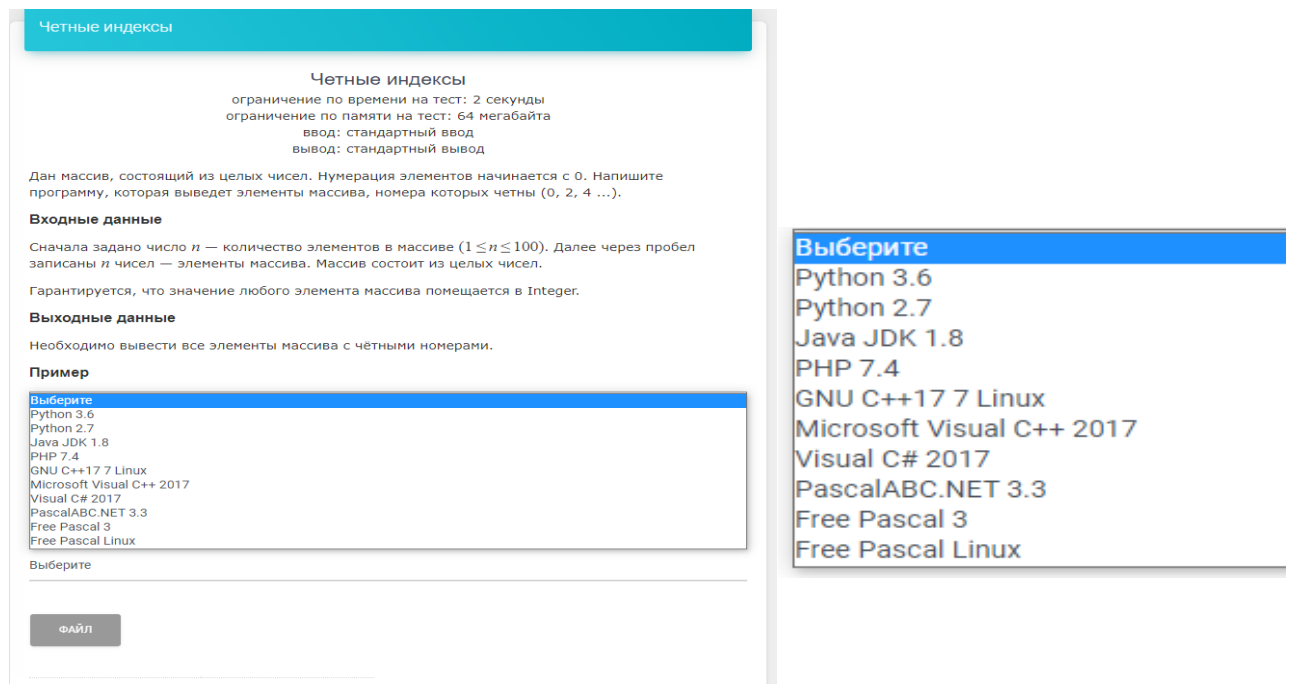 Четные индексы
Четные индексы
ограничение по времени на тест: 2 секунды
ограничение по памяти на тест: 64 мегабайта
ввод: стандартный ввод
вывод: стандартный вывод
Дан массив, состоящий из целых чисел. Нумерация элементов начинается с 0. Напишите
программу, которая выведет элементы массива, номера которых четны (0, 2, 4 ...).
Входные данные
Сначала задано число n — количество элементов в массиве (1 ≤ n ≤ 100). Далее через пробел
записаны n чисел — элементы массива. Массив состоит из целых чисел.
Гарантируется, что значение любого элемента массива помещается в Integer.
Выходные данные
Необходимо вывести все элементы массива с чётными номерами.
Пример
Выберите
Python 3.6
Python 2.7
Java JDK 1.8
PHP 7.4
GNU C++17 7 Linux
Microsoft Visual C++ 2017
Visual C# 2017
PascalABC.NET 3.3
Free Pascal 3
Free Pascal Linux
Выберите
ФАЙЛ
Выберите
Python 3.6
Python 2.7
Java JDK 1.8
PHP 7.4
GNU C++17 7 Linux
Microsoft Visual C++ 2017
Visual C# 2017
PascalABC.NET 3.3
Free Pascal 3
Free Pascal Linux